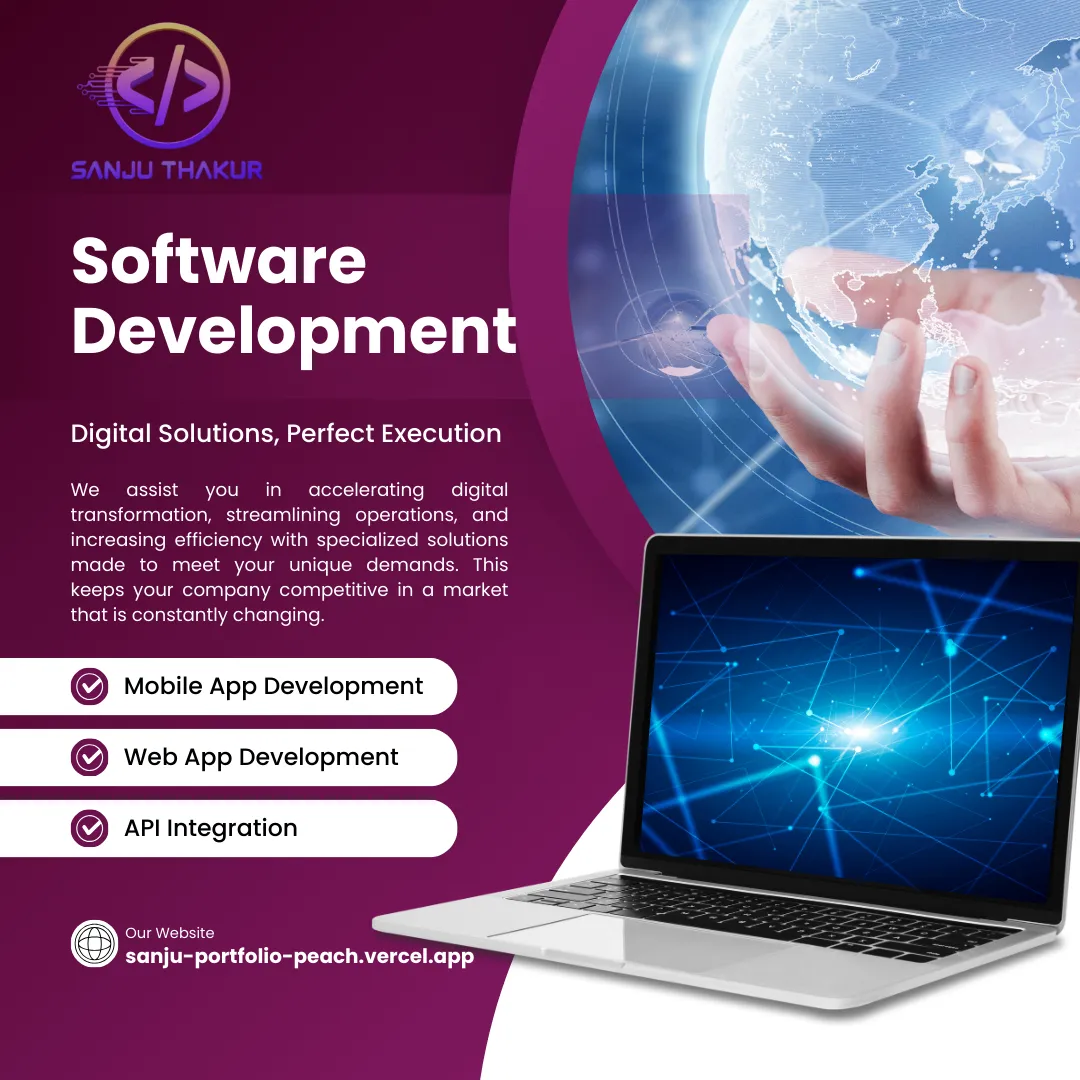 SANJU THAKUR
Software
Development
Digital Solutions, Perfect Execution
We assist you in accelerating digital
transformation, streamlining operations, and
increasing efficiency with specialized solutions
made to meet your unique demands. This
keeps your company competitive in a market
that is constantly changing.
Mobile App Development
Web App Development
API Integration
Our Website
sanju-portfolio-peach.vercel.app